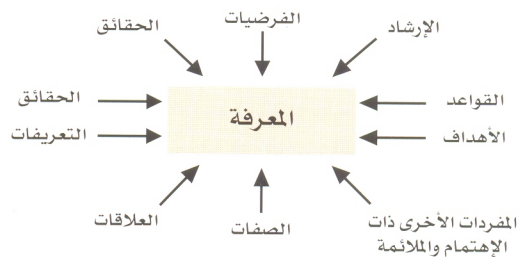 الإرشاد
الفرضيات
الحقائق
القواعد
الحقائق
المعرفة
الأهداف
التعريفات
المفردات الأخرى ذات
الإهتمام والملائمة
الصفات
العلاقات